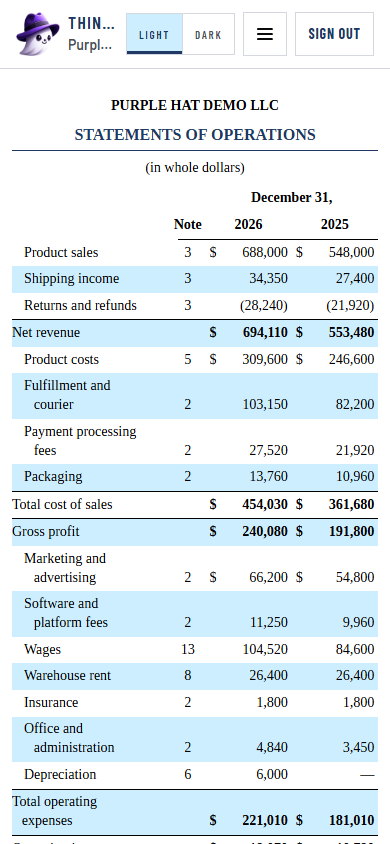 THIN...
Purpl...
LIGHT DARK
SIGN OUT
PURPLE HAT DEMO LLC
STATEMENTS OF OPERATIONS
(in whole dollars)
December 31,
Note 2026 2025
Product sales 3 $ 688,000 $ 548,000
Shipping income 3 34,350 27,400
Returns and refunds 3 (28,240) (21,920)
Net revenue $ 694,110 $ 553,480
Product costs 5 $ 309,600 $ 246,600
Fulfillment and
courier 2 103,150 82,200
Payment processing
fees 2 27,520 21,920
Packaging 2 13,760 10,960
Total cost of sales $ 454,030 $ 361,680
Gross profit $ 240,080 $ 191,800
Marketing and
advertising 2 $ 66,200 $ 54,800
Software and
platform fees 2 11,250 9,960
Wages 13 104,520 84,600
Warehouse rent 8 26,400 26,400
Insurance 2 1,800 1,800
Office and
administration 2 4,840 3,450
Depreciation 6 6,000 —
Total operating
expenses $ 221,010 $ 181,010